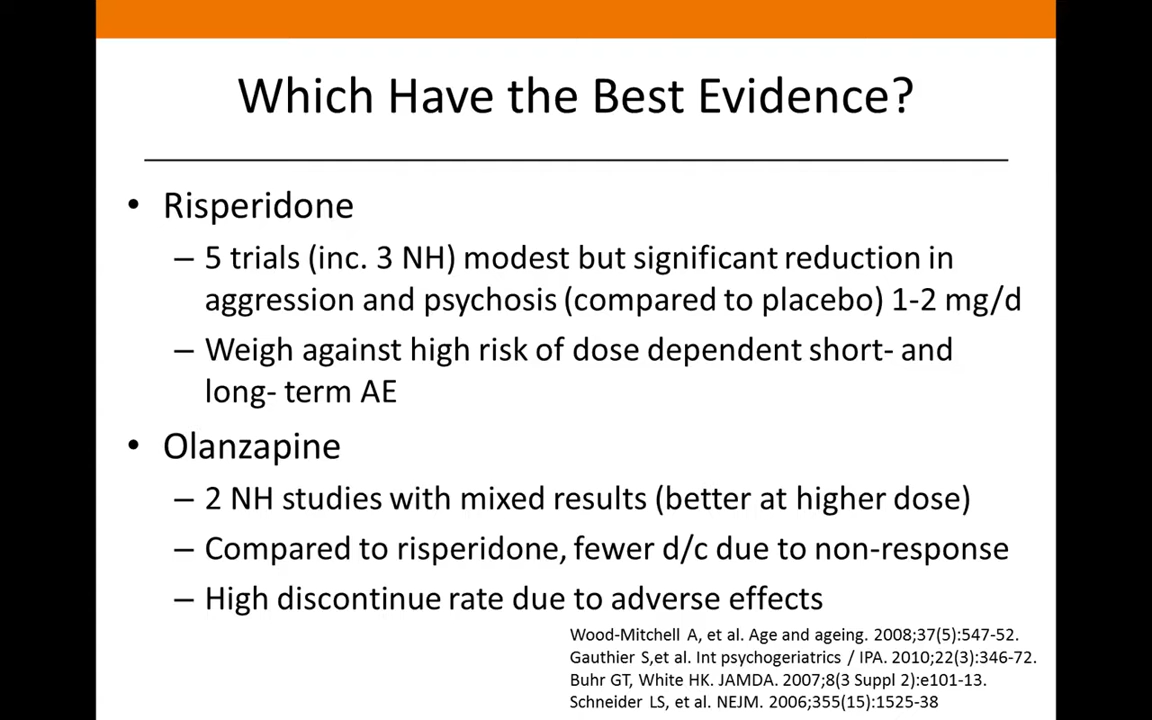 Which Have the Best Evidence?
• Risperidone
– 5 trials (inc. 3 NH) modest but significant reduction in
aggression and psychosis (compared to placebo) 1-2 mg/d
– Weigh against high risk of dose dependent short- and
long- term AE
• Olanzapine
– 2 NH studies with mixed results (better at higher dose)
– Compared to risperidone, fewer d/c due to non-response
– High discontinue rate due to adverse effects
Wood-Mitchell A, et al. Age and ageing. 2008;37(5):547-52.
Gauthier S,et al. Int psychogeriatrics / IPA. 2010;22(3):346-72.
Buhr GT, White HK. JAMDA. 2007;8(3 Suppl 2):e101-13.
Schneider LS, et al. NEJM. 2006;355(15):1525-38